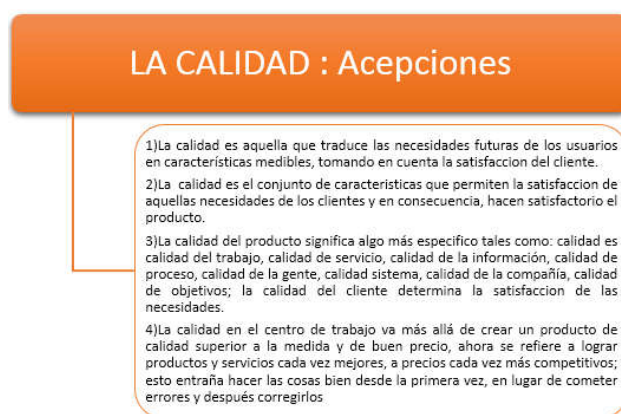 LA CALIDAD : Acepciones
1)La calidad es aquella que traduce las necesidades futuras de los usuarios
en características medibles, tomando en cuenta la satisfaccion del cliente.
2)La calidad es el conjunto de caracteristicas que permiten la satisfaccion de
aquellas necesidades de los clientes y en consecuencia, hacen satisfactorio el
producto.
3)La calidad del producto significa algo más especifico tales como: calidad es
calidad del trabajo, calidad de servicio, calidad de la información, calidad de
proceso, calidad de la gente, calidad sistema, calidad de la compañía, calidad
de objetivos; la calidad del cliente determina la satisfaccion de las
necesidades.
4)La calidad en el centro de trabajo va más allá de crear un producto de
calidad superior a la medida y de buen precio, ahora se refiere a lograr
productos y servicios cada vez mejores, a precios cada vez más competitivos;
esto entraña hacer las cosas bien desde la primera vez, en lugar de cometer
errores y después corregirlos